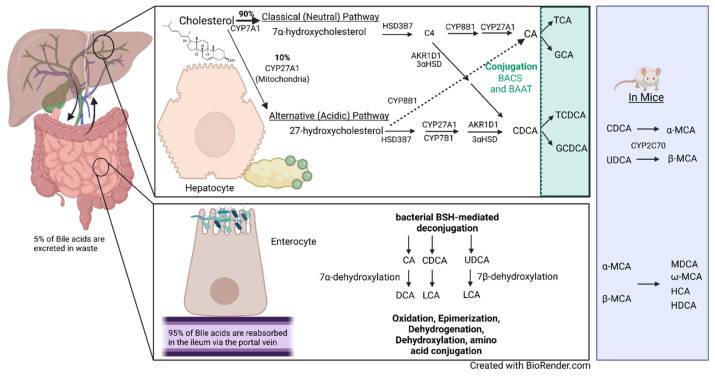 Cholesterol
90%
CYP7A1
Classical (Neutral) Pathway
7α-hydroxycholesterol
HSD3B7
C4
CYP8B1
CYP27A1
CA
TCA
GCA
10%
CYP27A1
(Mitochondria)
AKR1D1
3αHSD
Conjugation
BACS
and BAAT
CYP8B1
Alternative (Acidic) Pathway
27-hydroxycholesterol
HSD3B7
CYP27A1
CYP7B1
AKR1D1
3αHSD
CDCA
TCDCA
GCDCA
Hepatocyte
5% of Bile acids are
excreted in waste
Enterocyte
95% of Bile acids are reabsorbed
in the ileum via the portal vein
bacterial BSH-mediated
deconjugation
CA CDCA UDCA
7α-dehydroxylation
7β-dehydroxylation
DCA LCA LCA
Oxidation, Epimerization,
Dehydrogenation,
Dehydroxylation, amino
acid conjugation
In Mice
CDCA
α-MCA
CYP2C70
UDCA
β-MCA
α-MCA
β-MCA
MDCA
ω-MCA
HCA
HDCA
Created with BioRender.com